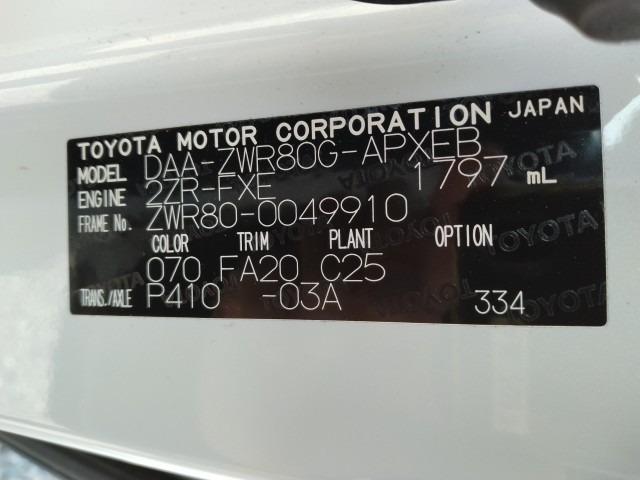 TOYOTA MOTOR CORPORATION JAPAN
MODEL DAA-ZWR80G-APXEB
ENGINE 2ZR-FXE 1797 mL
FRAME No. ZWR80-0049910
COLOR TRIM PLANT OPTION
070 FA20 C25
TRANS./AXLE P410 -03A 334